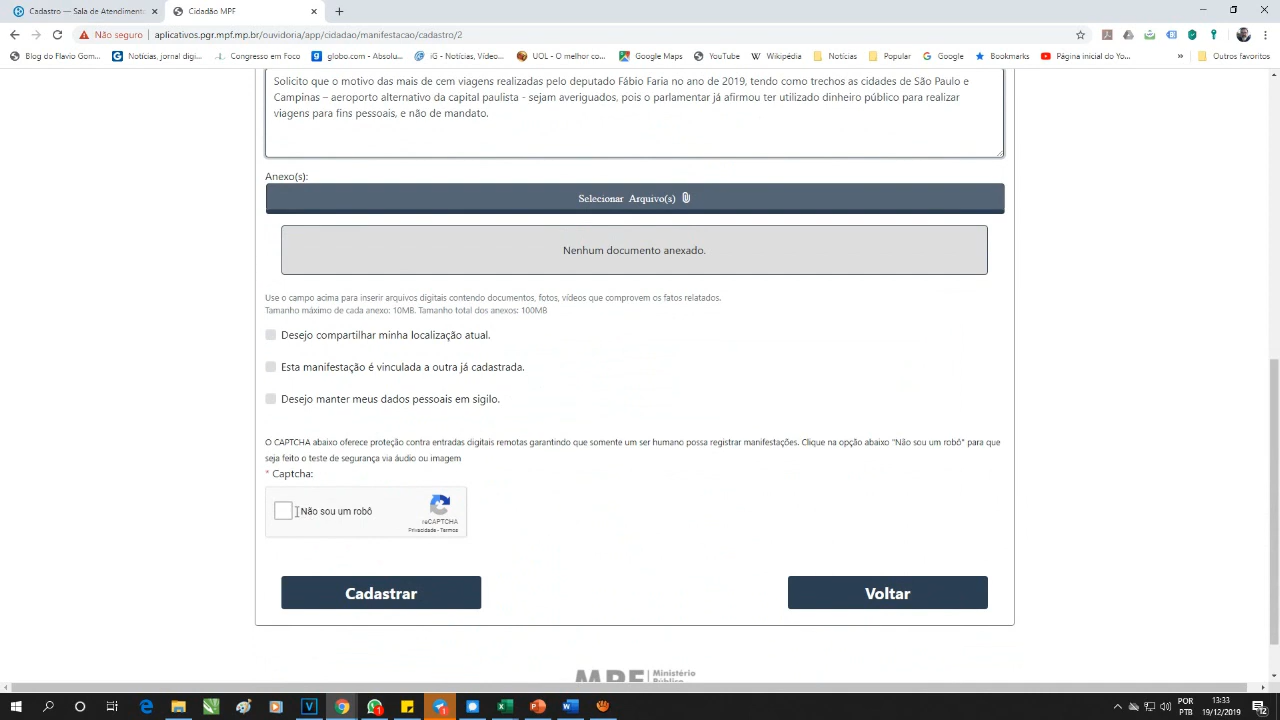 Cadastro — Sala de Atendiment
Cidadão MPF
Não seguro
aplicativos.pgr.mpf.mp.br/ouvidoria/app/cidadao/manifestacao/cadastro/2
Blog do Flavio Gom...
Notícias, jornal digi...
Congresso em Foco
globo.com - Absolu...
iG - Notícias, Vídeo...
UOL - O melhor co...
Google Maps
YouTube
Wikipédia
Notícias
Popular
Google
Bookmarks
Página inicial do Yo...
»
Outros favoritos
Solicito que o motivo das mais de cem viagens realizadas pelo deputado Fábio Faria no ano de 2019, tendo como trechos as cidades de São Paulo e
Campinas – aeroporto alternativo da capital paulista - sejam averiguados, pois o parlamentar já afirmou ter utilizado dinheiro público para realizar
viagens para fins pessoais, e não de mandato.
Anexo(s):
Selecionar Arquivo(s)
Nenhum documento anexado.
Use o campo acima para inserir arquivos digitais contendo documentos, fotos, vídeos que comprovem os fatos relatados.
Tamanho máximo de cada anexo: 10MB. Tamanho total dos anexos: 100MB
Desejo compartilhar minha localização atual.
Esta manifestação é vinculada a outra já cadastrada.
Desejo manter meus dados pessoais em sigilo.
O CAPTCHA abaixo oferece proteção contra entradas digitais remotas garantindo que somente um ser humano possa registrar manifestações. Clique na opção abaixo "Não sou um robô" para que
seja feito o teste de segurança via áudio ou imagem
* Captcha:
Não sou um robô
reCAPTCHA
Privacidade - Termos
Cadastrar
Voltar
MPF
Ministério
Público
POR
PTB
13:33
19/12/2019